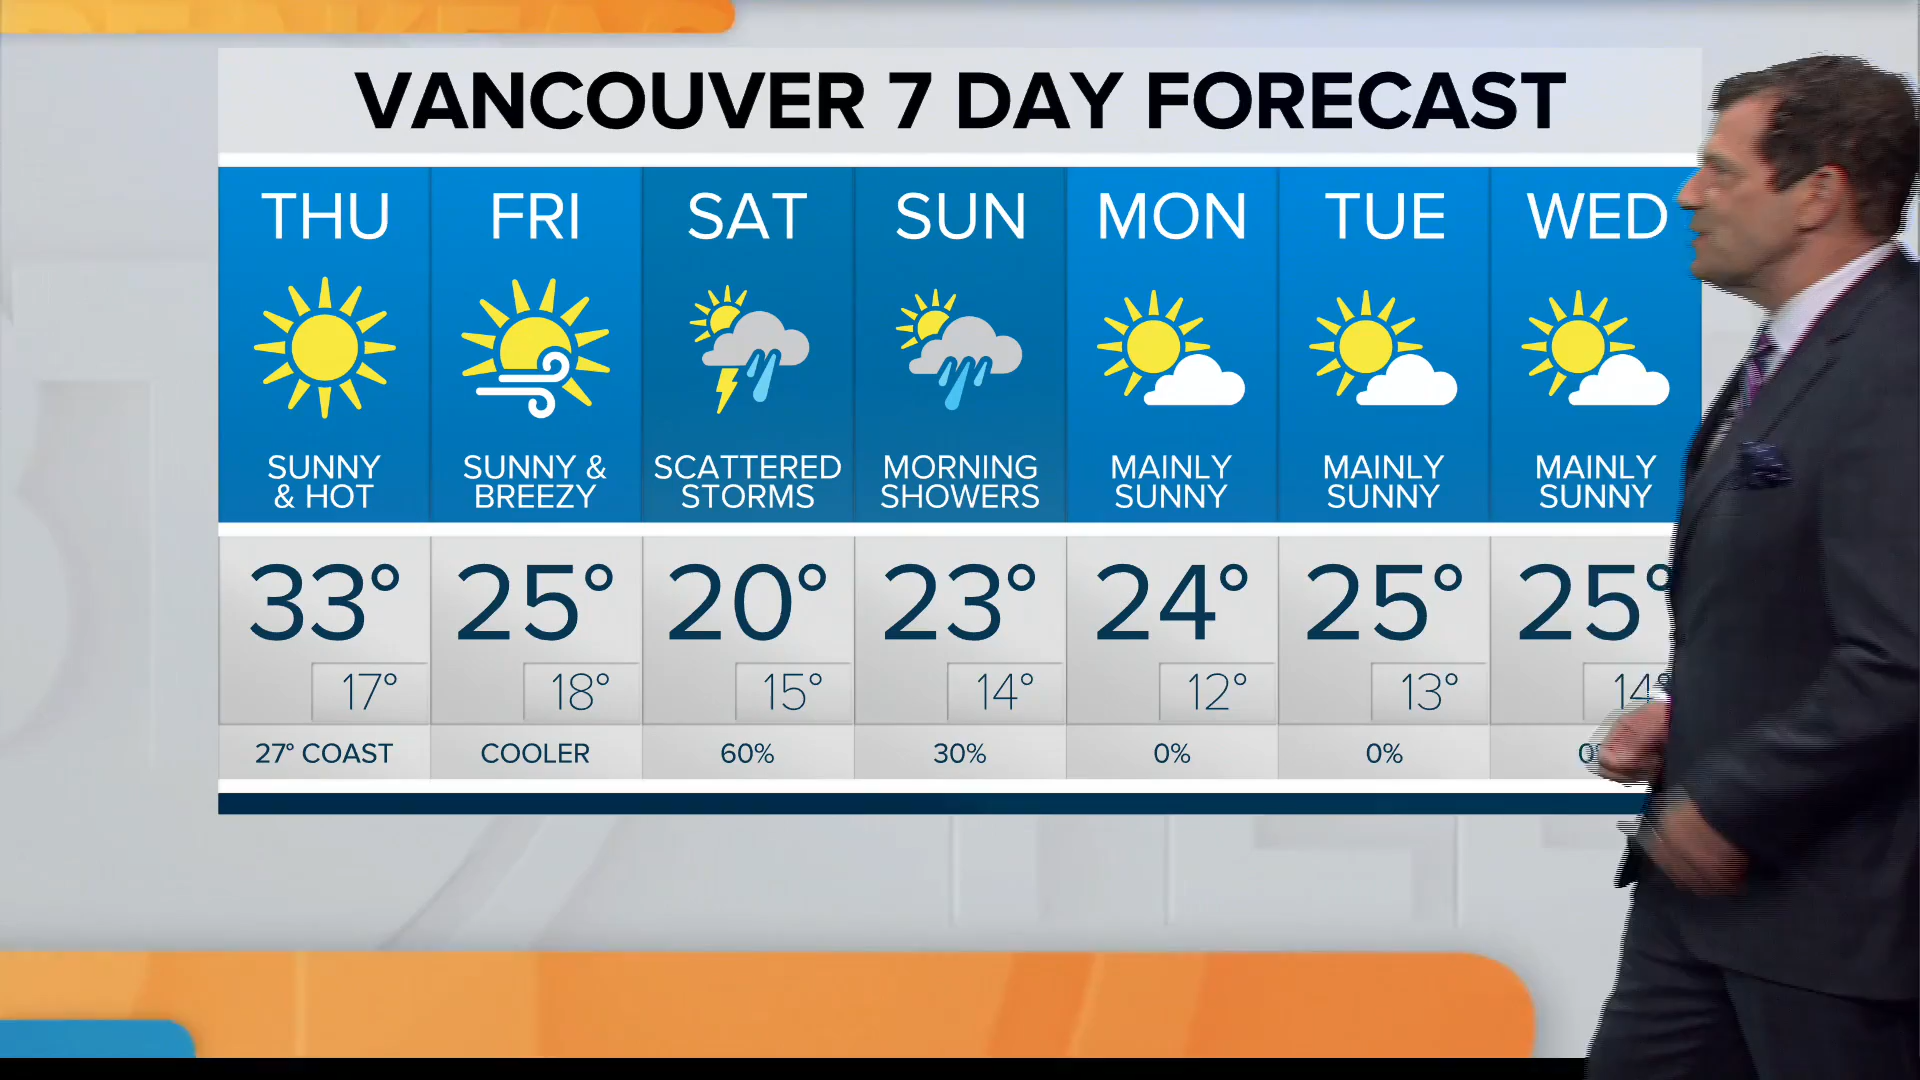 VANCOUVER 7 DAY FORECAST
THU FRI SAT SUN MON TUE WED
SUNNY & HOT
SUNNY & BREEZY
SCATTERED STORMS
MORNING SHOWERS
MAINLY SUNNY
MAINLY SUNNY
MAINLY SUNNY
33° 25° 20° 23° 24° 25° 25°
17° 18° 15° 14° 12° 13° 14°
27° COAST COOLER 60% 30% 0% 0%